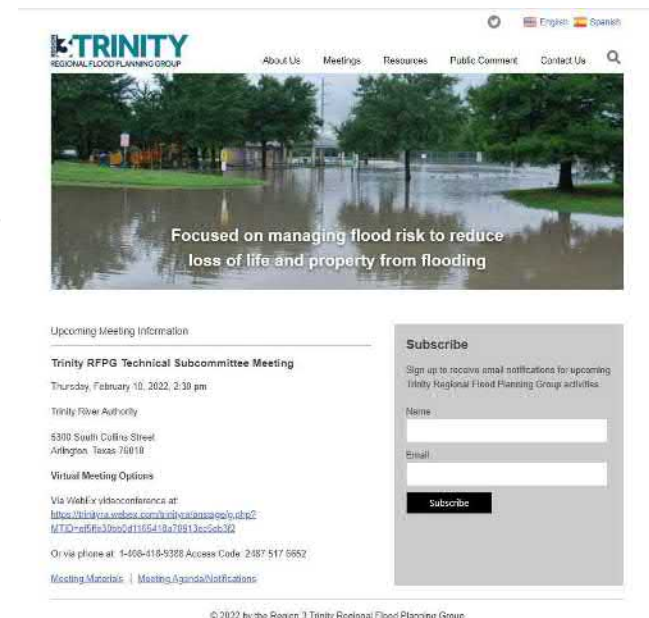 English Spanish
REGION 3 TRINITY
REGIONAL FLOOD PLANNING GROUP
About Us Meetings Resources Public Comment Contact Us
Focused on managing flood risk to reduce
loss of life and property from flooding
Upcoming Meeting Information
Trinity RFPG Technical Subcommittee Meeting
Thursday, February 10, 2022, 2:30 pm
Trinity River Authority
5300 South Collins Street
Arlington, Texas 76018
Virtual Meeting Options
Via WebEx videoconference at:
Or via phone at: 1-408-418-9388 Access Code: 2487 517 6652
Meeting Materials | Meeting Agenda/Notifications
Subscribe
Sign up to receive email notifications for upcoming
Trinity Regional Flood Planning Group activities
Name
Email
Subscribe
© 2022 by the Region 3 Trinity Regional Flood Planning Group